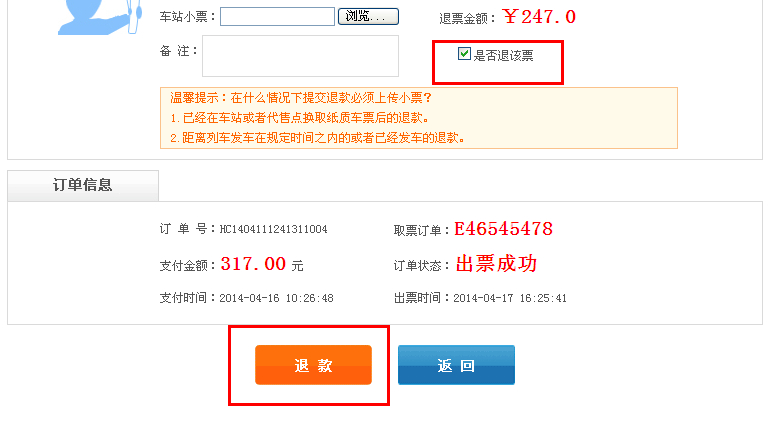 车站小票： 浏览... 退票金额：￥247.0
备 注： 是否退该票
温馨提示：在什么情况下提交退款必须上传小票？
1.已经在车站或者代售点换取纸质车票后的退款。
2.距离列车发车在规定时间之内的或者已经发车的退款。
订单信息
订 单 号：HC1404111241311004 取票订单：E46545478
支付金额：317.00 元 订单状态：出票成功
支付时间：2014-04-16 10:26:48 出票时间：2014-04-17 16:25:41
退 款 返 回